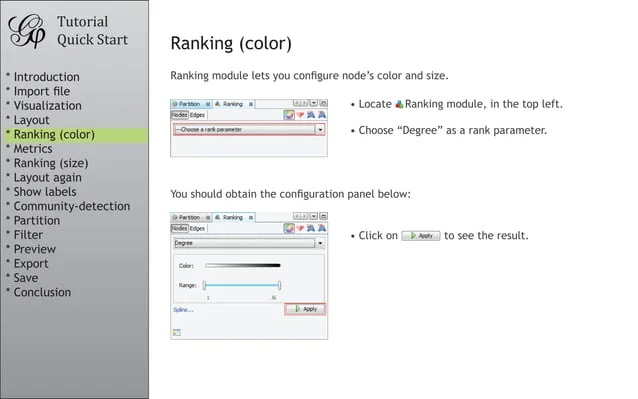 Tutorial
Quick Start
* Introduction
* Import file
* Visualization
* Layout
* Ranking (color)
* Metrics
* Ranking (size)
* Layout again
* Show labels
* Community-detection
* Partition
* Filter
* Preview
* Export
* Save
* Conclusion
Ranking (color)
Ranking module lets you configure node’s color and size.
Partition Ranking
Nodes Edges
---Choose a rank parameter
• Locate Ranking module, in the top left.
• Choose “Degree” as a rank parameter.
You should obtain the configuration panel below:
Partition Ranking
Nodes Edges
Degree
Color:
Range:
1 36
Spline...
Apply
• Click on Apply to see the result.